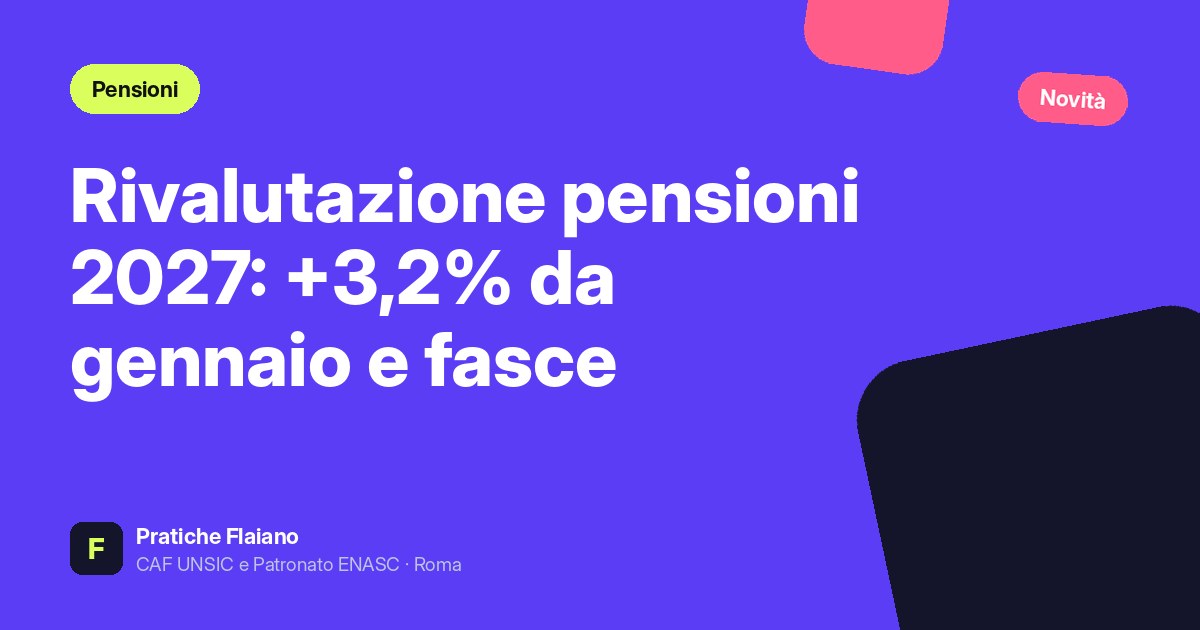 Pensioni
Novità
Rivalutazione pensioni
2027: +3,2% da
gennaio e fasce
F
Pratiche Flaiano
CAF UNSIC e Patronato ENASC · Roma